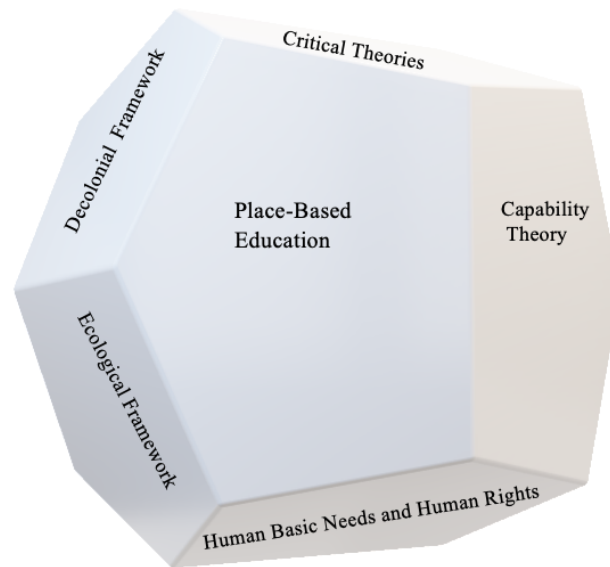 Critical Theories
Decolonial Framework
Place-Based
Education
Capability
Theory
Ecological Framework
Human Basic Needs and Human Rights